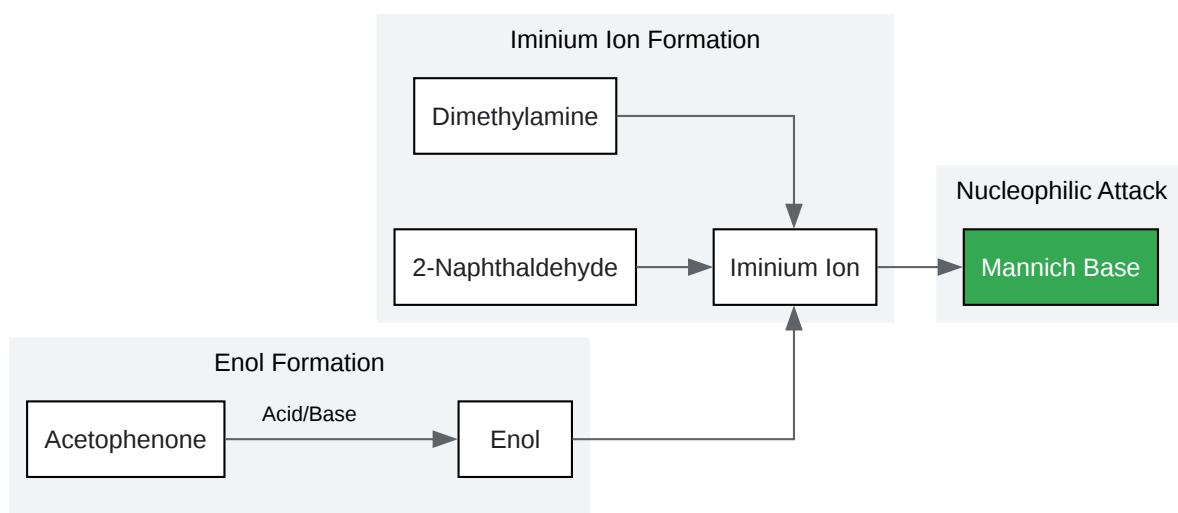 Iminium Ion Formation
Dimethylamine
Nucleophilic Attack
2-Naphthaldehyde
Iminium Ion
Mannich Base
Enol Formation
Acid/Base
Acetophenone
Enol